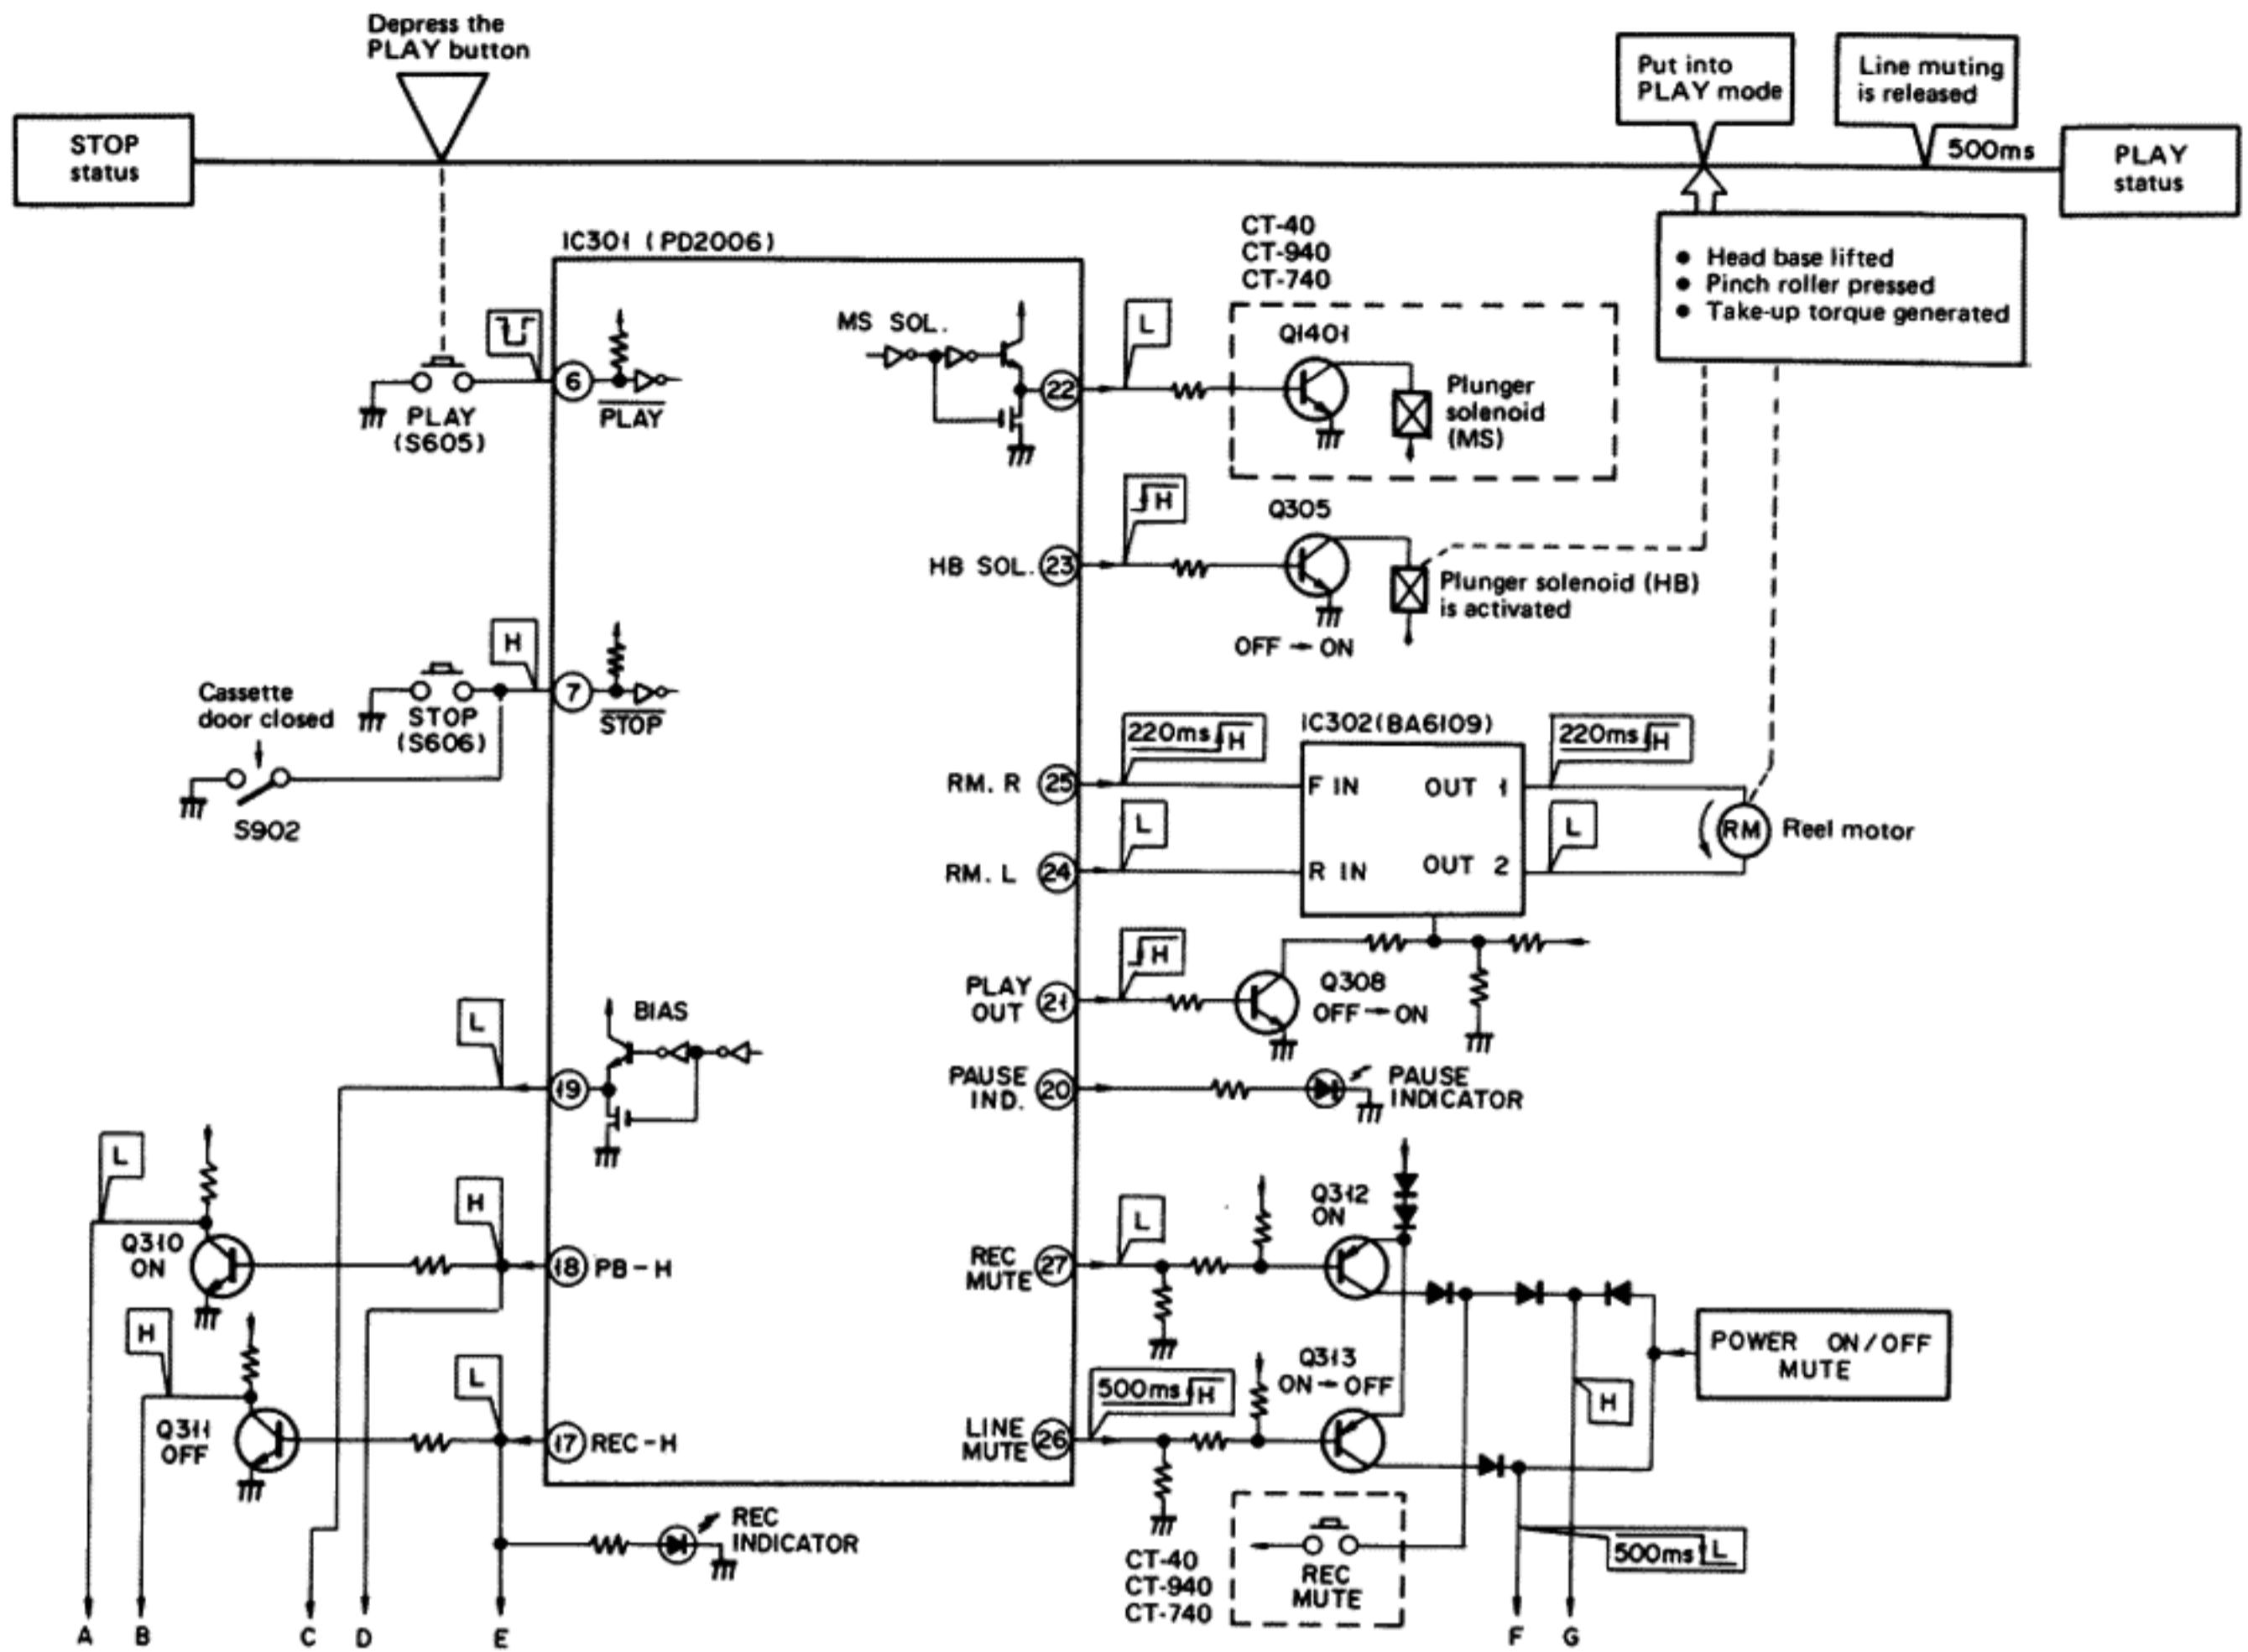 Depress the
PLAY button
STOP
status
Put into
PLAY mode
Line muting
is released
500ms
PLAY
status
Head base lifted
Pinch roller pressed
Take-up torque generated
IC301 (PD2006)
CT-40
CT-940
CT-740
MS SOL.
L
Q1401
Plunger
solenoid
(MS)
22
6
PLAY
PLAY
(S605)
H
Q305
HB SOL.
23
Plunger solenoid (HB)
is activated
OFF → ON
H
7
STOP
STOP
(S606)
Cassette
door closed
S902
220ms H
IC302(BA6109)
220ms H
RM. R
25
F IN
OUT 1
L
L
RM
Reel motor
RM. L
24
R IN
OUT 2
H
PLAY
OUT
21
Q308
OFF → ON
L
BIAS
19
PAUSE
IND.
20
PAUSE
INDICATOR
L
Q310
ON
H
18
PB-H
L
REC
MUTE
27
Q312
ON
H
Q311
OFF
L
17
REC-H
500ms H
LINE
MUTE
26
Q313
ON → OFF
POWER ON/OFF
MUTE
H
REC
INDICATOR
CT-40
CT-940
CT-740
REC
MUTE
500ms L
A
B
C
D
E
F
G